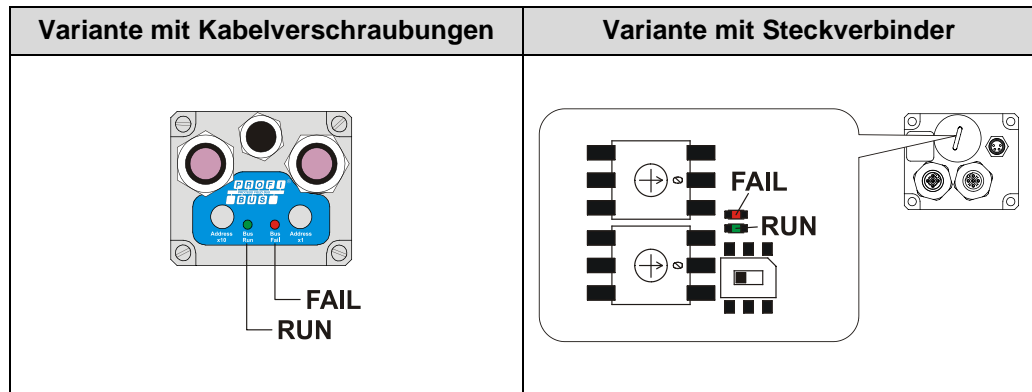 Variante mit Kabelverschraubungen
Variante mit Steckverbinder
PROFI
BUS
Address
x10
Bus
Run
Bus
Fail
Address
x1
FAIL
RUN
FAIL
RUN